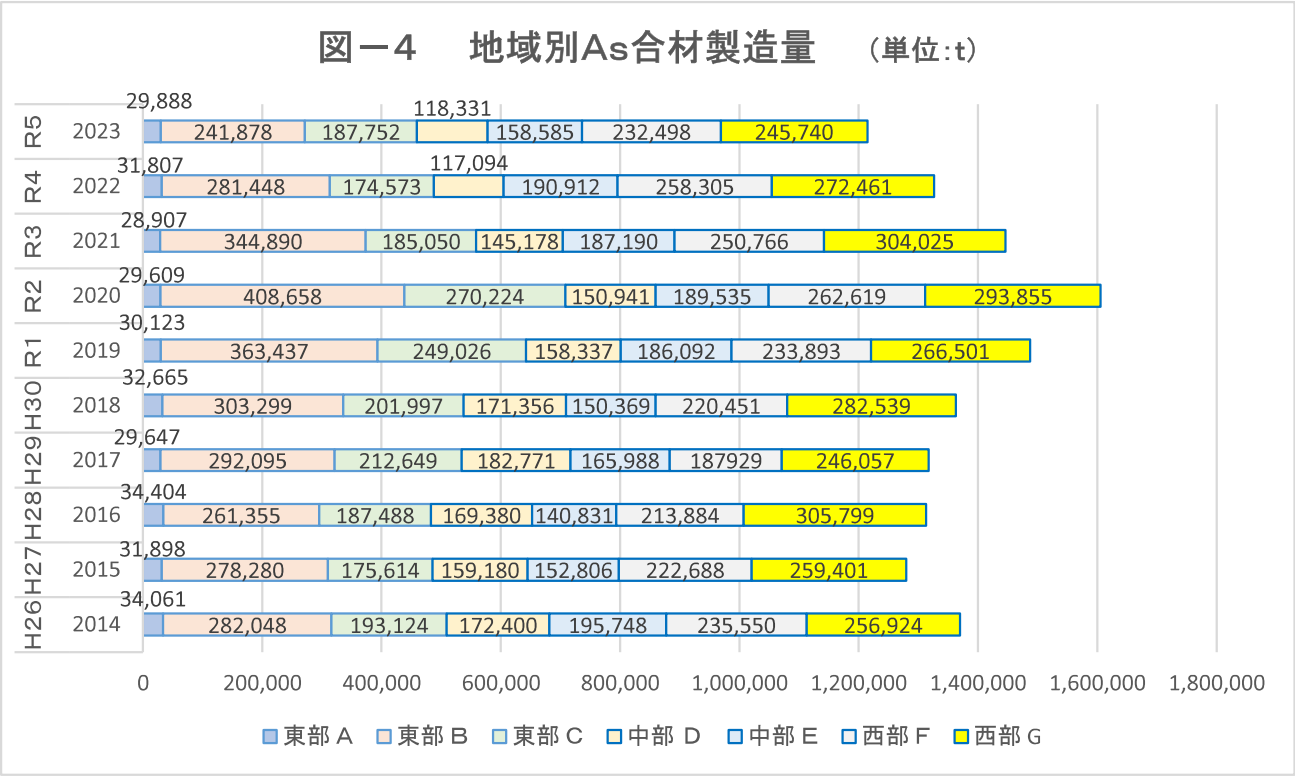 図－4　地域別As合材製造量　（単位：t）
29,888
118,331
R5 2023 241,878 187,752 158,585 232,498 245,740
31,807
117,094
R4 2022 281,448 174,573 190,912 258,305 272,461
28,907
R3 2021 344,890 185,050 145,178 187,190 250,766 304,025
29,609
R2 2020 408,658 270,224 150,941 189,535 262,619 293,855
30,123
R1 2019 363,437 249,026 158,337 186,092 233,893 266,501
32,665
H30 2018 303,299 201,997 171,356 150,369 220,451 282,539
29,647
H29 2017 292,095 212,649 182,771 165,988 187929 246,057
34,404
H28 2016 261,355 187,488 169,380 140,831 213,884 305,799
31,898
H27 2015 278,280 175,614 159,180 152,806 222,688 259,401
34,061
H26 2014 282,048 193,124 172,400 195,748 235,550 256,924
0 200,000 400,000 600,000 800,000 1,000,000 1,200,000 1,400,000 1,600,000 1,800,000
東部A 東部B 東部C 中部D 中部E 西部F 西部G